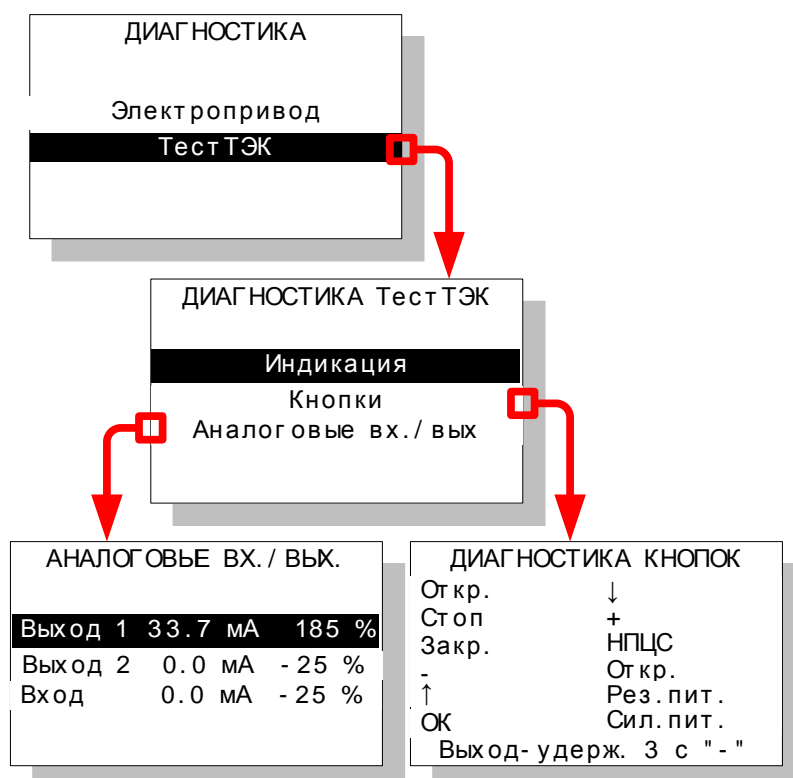 ДИАГНОСТИКА
Электропривод
Тест ТЭК
ДИАГНОСТИКА Тест ТЭК
Индикация
Кнопки
Аналоговые вх./вых
АНАЛОГОВЫЕ ВХ./ВЫХ.
Выход 1 33.7 мА 185 %
Выход 2 0.0 мА -25 %
Вход 0.0 мА -25 %
ДИАГНОСТИКА КНОПОК
Откр. ↓
Стоп +
Закр. НПЦС
- Откр.
↑ Рез.пит.
ОК Сил.пит.
Выход-удерж. 3 с "-"